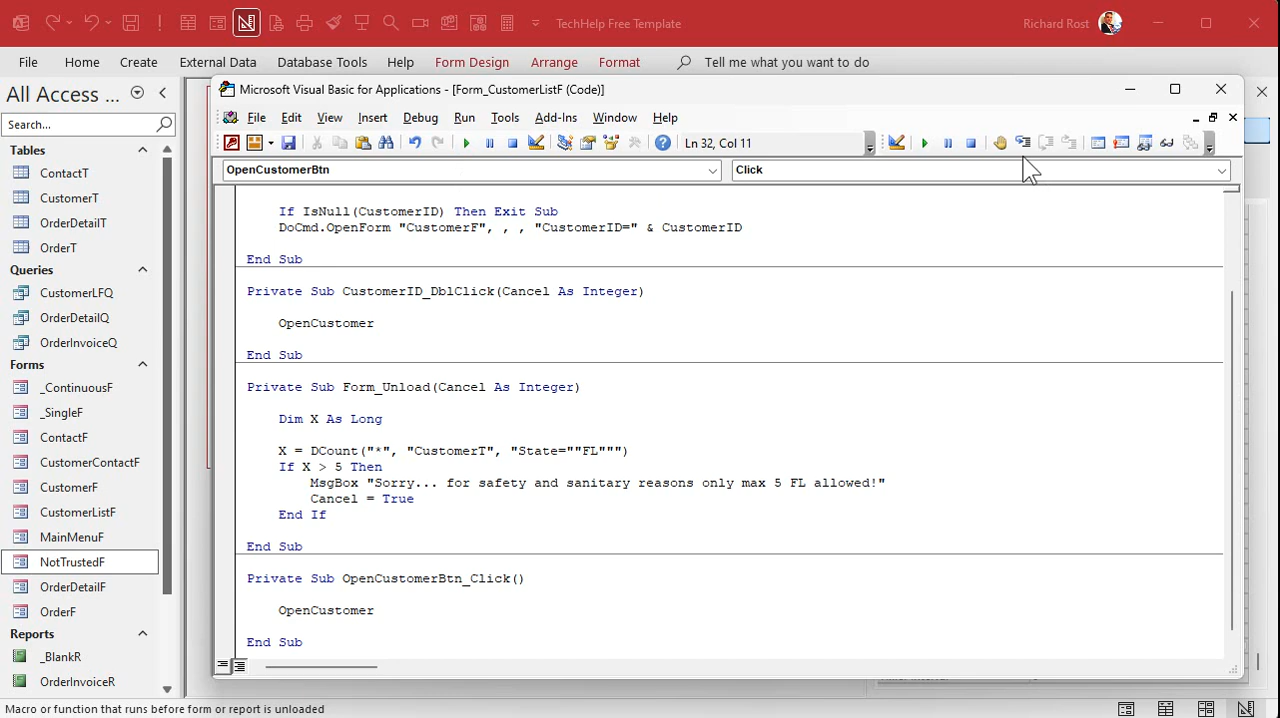 TechHelp Free Template
Richard Rost
File Home Create External Data Database Tools Help Form Design Arrange Format Tell me what you want to do
All Access ...
Search...
Tables
ContactT
CustomerT
OrderDetailT
OrderT
Queries
CustomerLFQ
OrderDetailQ
OrderInvoiceQ
Forms
_ContinuousF
_SingleF
ContactF
CustomerContactF
CustomerF
CustomerListF
MainMenuF
NotTrustedF
OrderDetailF
OrderF
Reports
_BlankR
OrderInvoiceR
Microsoft Visual Basic for Applications - [Form_CustomerListF (Code)]
File Edit View Insert Debug Run Tools Add-Ins Window Help
Ln 32, Col 11
OpenCustomerBtn Click
If IsNull(CustomerID) Then Exit Sub
DoCmd.OpenForm "CustomerF", , , "CustomerID=" & CustomerID
End Sub
Private Sub CustomerID_DblClick(Cancel As Integer)
OpenCustomer
End Sub
Private Sub Form_Unload(Cancel As Integer)
Dim X As Long
X = DCount("*", "CustomerT", "State=""FL""")
If X > 5 Then
MsgBox "Sorry... for safety and sanitary reasons only max 5 FL allowed!"
Cancel = True
End If
End Sub
Private Sub OpenCustomerBtn_Click()
OpenCustomer
End Sub
Macro or function that runs before form or report is unloaded